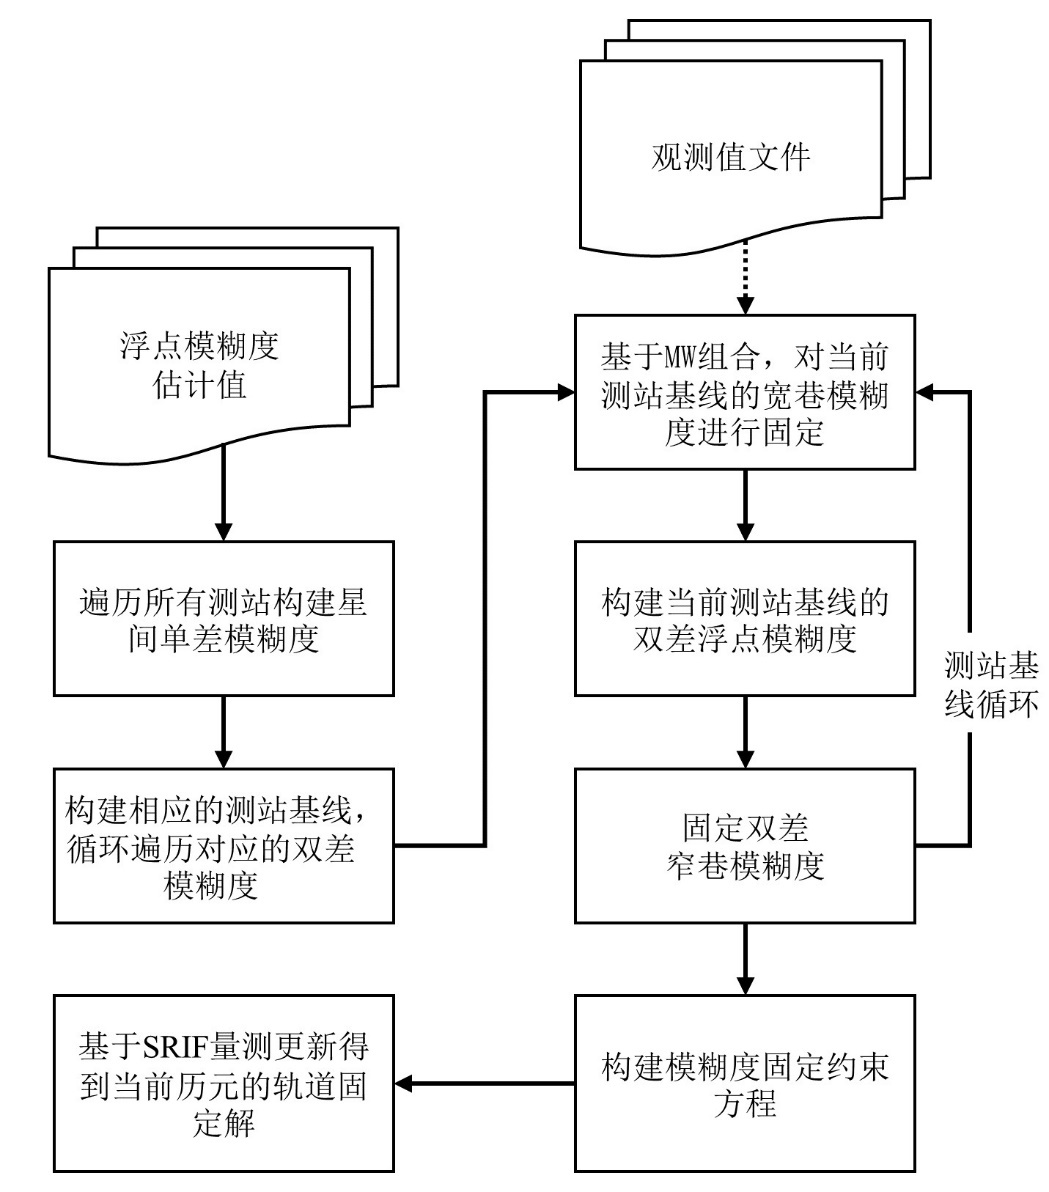 观测值文件
浮点模糊度
估计值
基于MW组合，对当前
测站基线的宽巷模糊
度进行固定
遍历所有测站构建星
间单差模糊度
构建当前测站基线的
双差浮点模糊度
测站基
线循环
构建相应的测站基线，
循环遍历对应的双差
模糊度
固定双差
窄巷模糊度
基于SRIF量测更新得
到当前历元的轨道固
定解
构建模糊度固定约束
方程